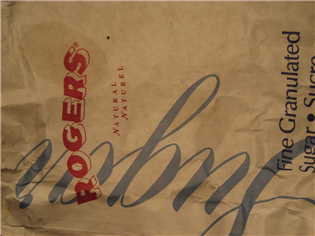 ROGERS®
NATURAL
NATUREL
Sugar
Fine Granulated
Sugar • Sucre